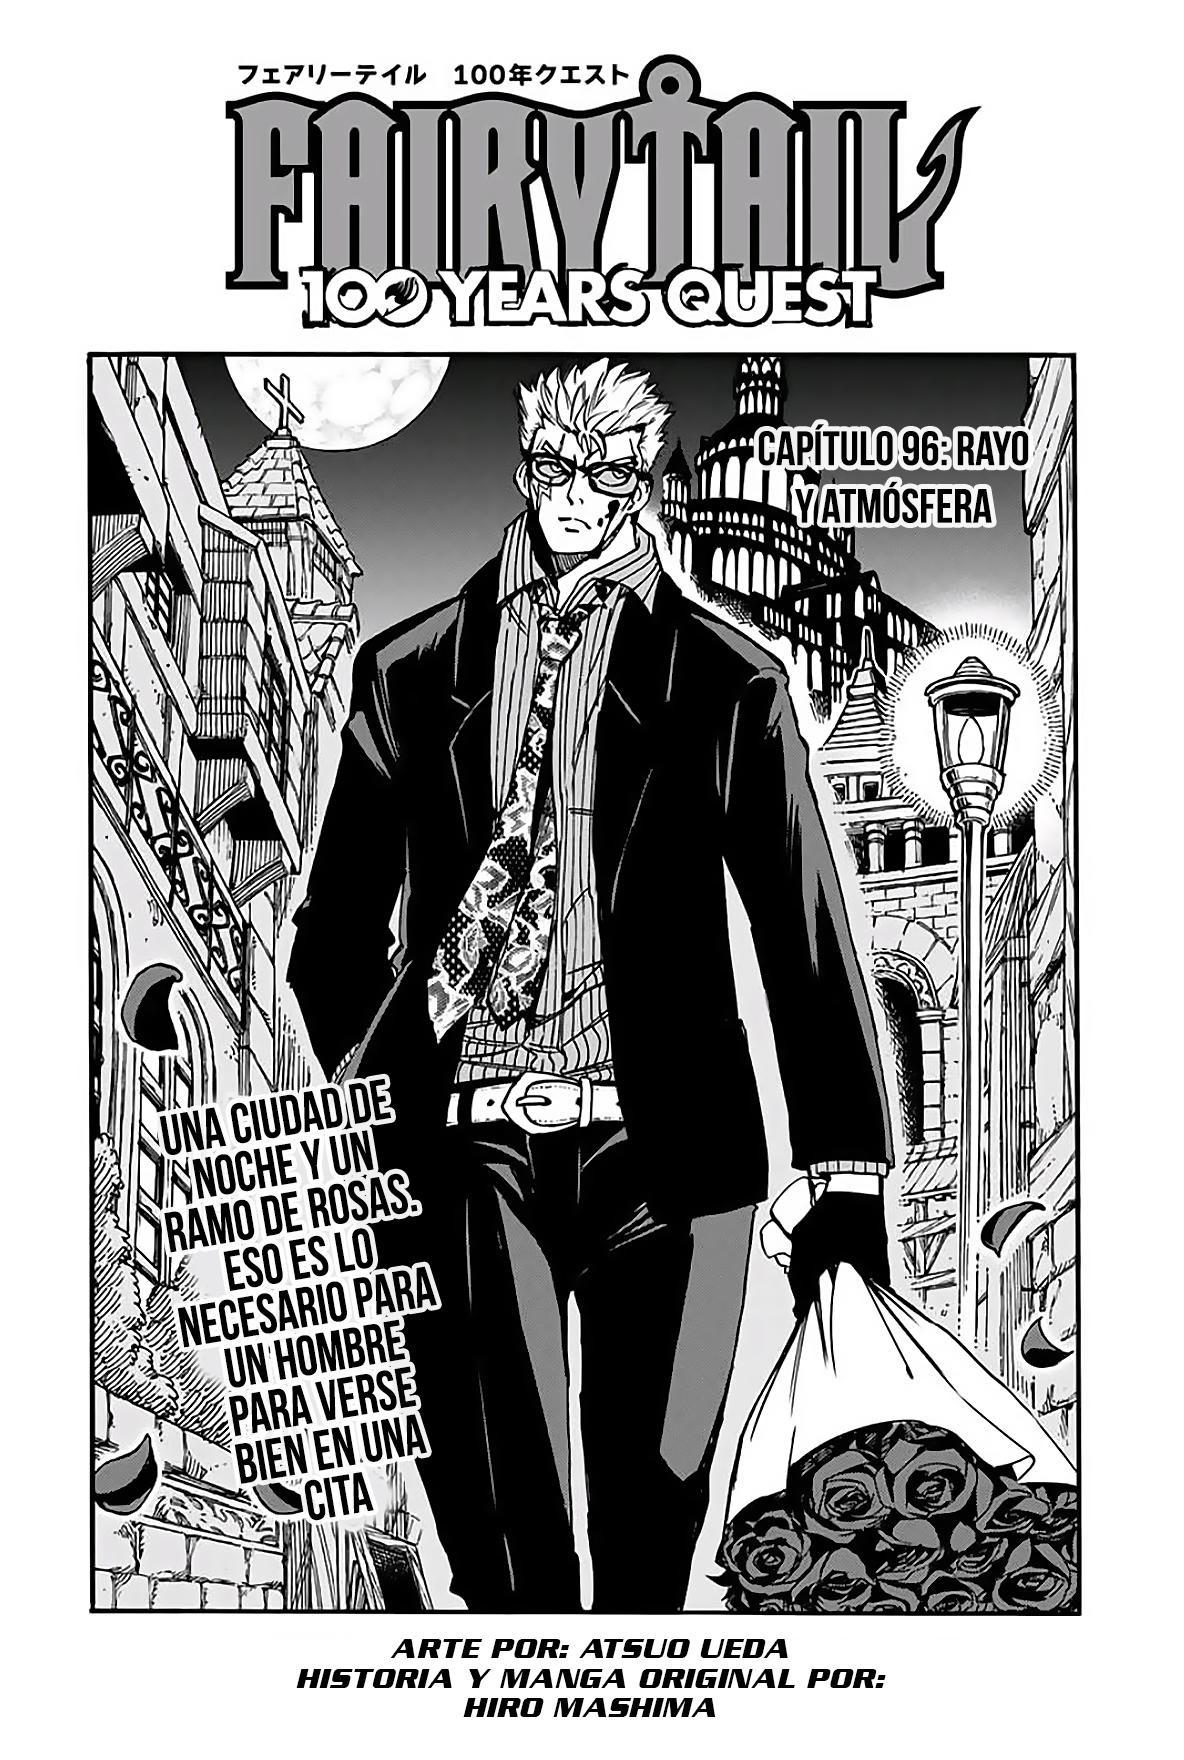 フェアリーテイル 100年クエスト
FAIRY TAIL
100 YEARS QUEST
CAPÍTULO 96: RAYO
Y ATMÓSFERA
UNA CIUDAD DE
NOCHE Y UN
RAMO DE ROSAS.
ESO ES LO
NECESARIO PARA
UN HOMBRE
PARA VERSE
BIEN EN UNA
CITA
ARTE POR: ATSUO UEDA
HISTORIA Y MANGA ORIGINAL POR:
HIRO MASHIMA